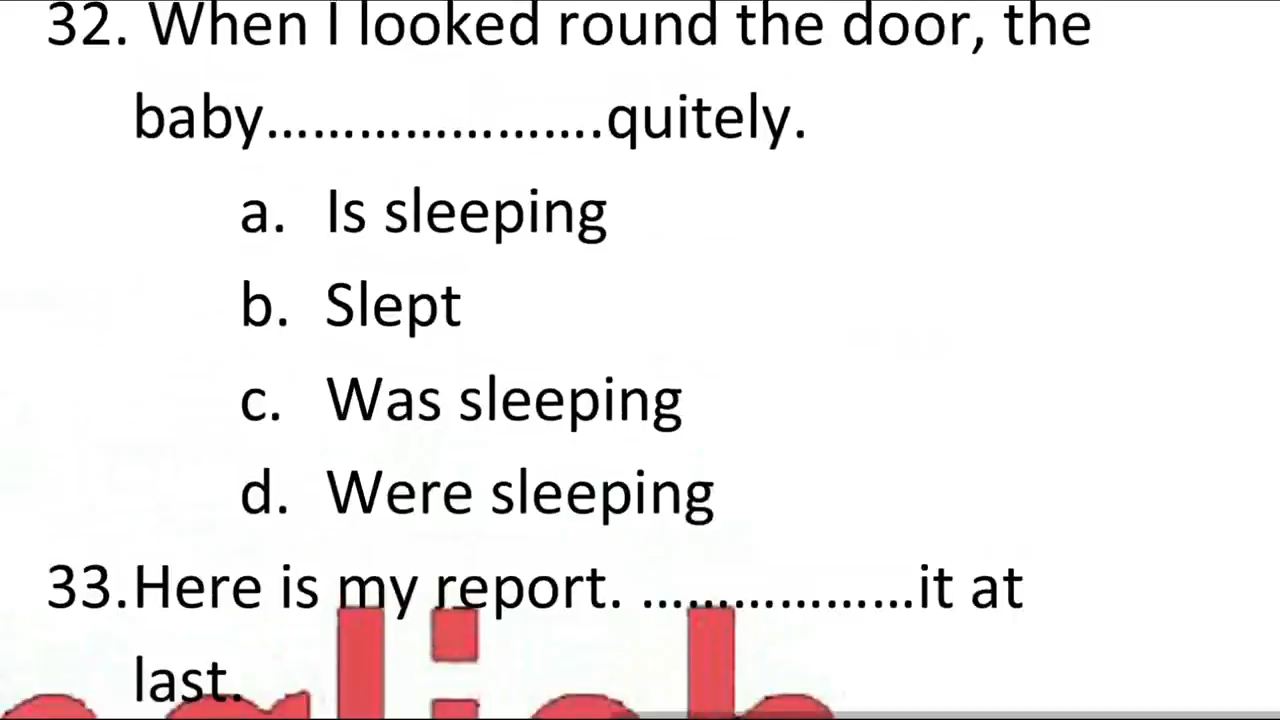 32. When I looked round the door, the
baby......................quitely.
a. Is sleeping
b. Slept
c. Was sleeping
d. Were sleeping
33.Here is my report. ..................it at
last.